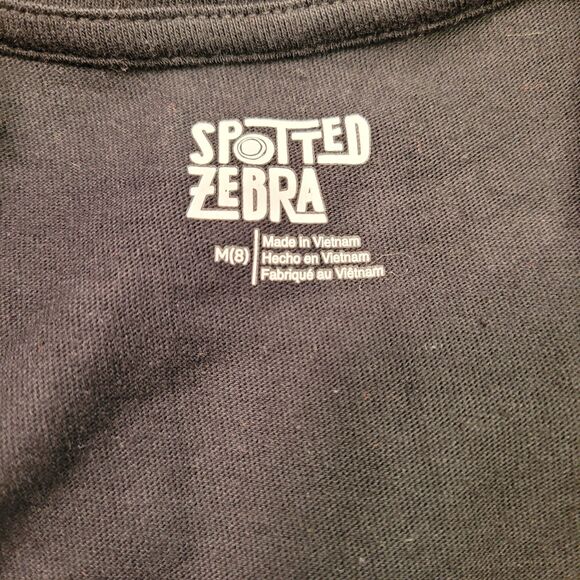 SPOTTED
ZEBRA
M(8)
Made in Vietnam
Hecho en Vietnam
Fabriqué au Viêtnam